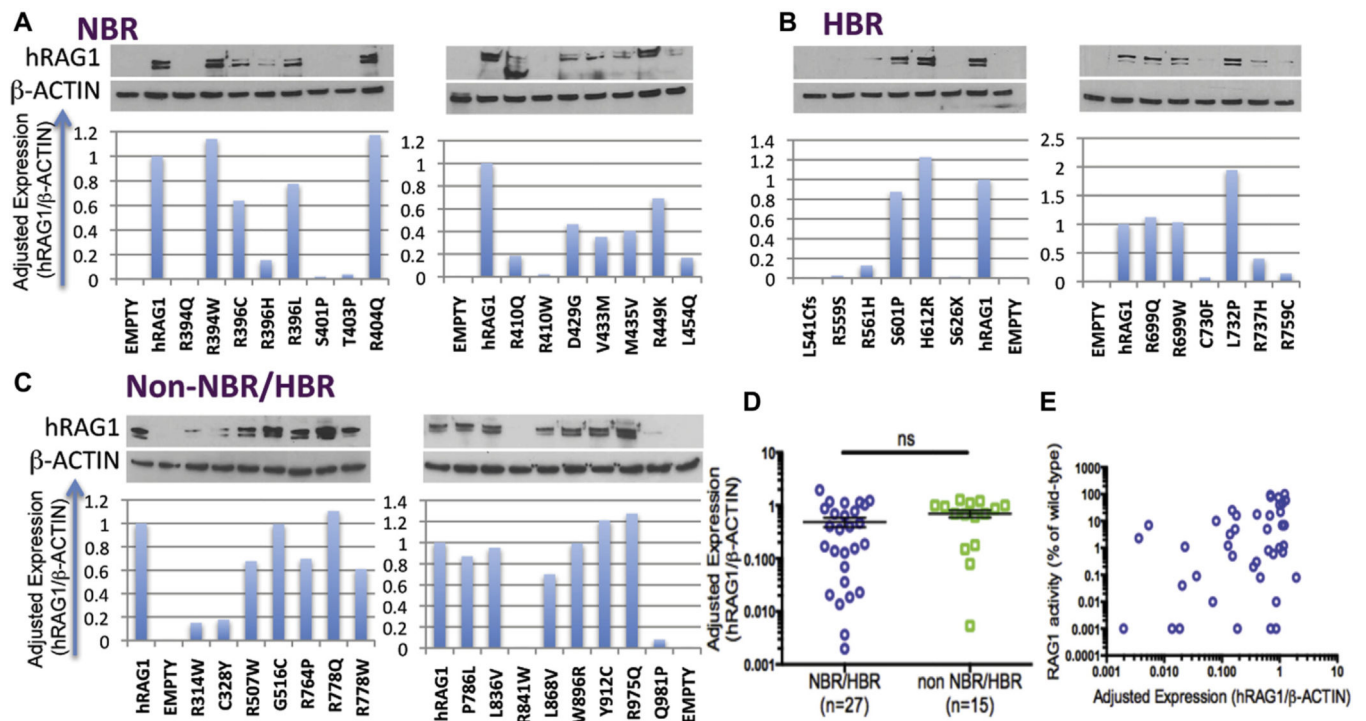 A NBR
hRAG1
β-ACTIN
Adjusted Expression
(hRAG1/β-ACTIN)
1.2
1
0.8
0.6
0.4
0.2
0
EMPTY
hRAG1
R394Q
R394W
R396C
R396H
R396L
S401P
T403P
R404Q
1.2
1
0.8
0.6
0.4
0.2
0
EMPTY
hRAG1
R410Q
R410W
D429G
V433M
M435V
R449K
L454Q
B HBR
1.4
1.2
1
0.8
0.6
0.4
0.2
0
L541Cfs
R559S
R561H
S601P
H612R
S626X
hRAG1
EMPTY
2.5
2
1.5
1
0.5
0
EMPTY
hRAG1
R699Q
R699W
C730F
L732P
R737H
R759C
C Non-NBR/HBR
hRAG1
β-ACTIN
Adjusted Expression
(hRAG1/β-ACTIN)
1.2
1
0.8
0.6
0.4
0.2
0
hRAG1
EMPTY
R314W
C328Y
R507W
G516C
R764P
R778Q
R778W
1.4
1.2
1
0.8
0.6
0.4
0.2
0
hRAG1
P786L
L836V
R841W
L868V
W896R
Y912C
R975Q
Q981P
EMPTY
D
ns
Adjusted Expression
(hRAG1/β-ACTIN)
10
1
0.100
0.010
0.001
NBR/HBR
(n=27)
non NBR/HBR
(n=15)
E
RAG1 activity (% of wild-type)
1000
100
10
1
0.1
0.01
0.001
0.0001
0.001
0.010
0.100
1
10
Adjusted Expression (hRAG1/β-ACTIN)